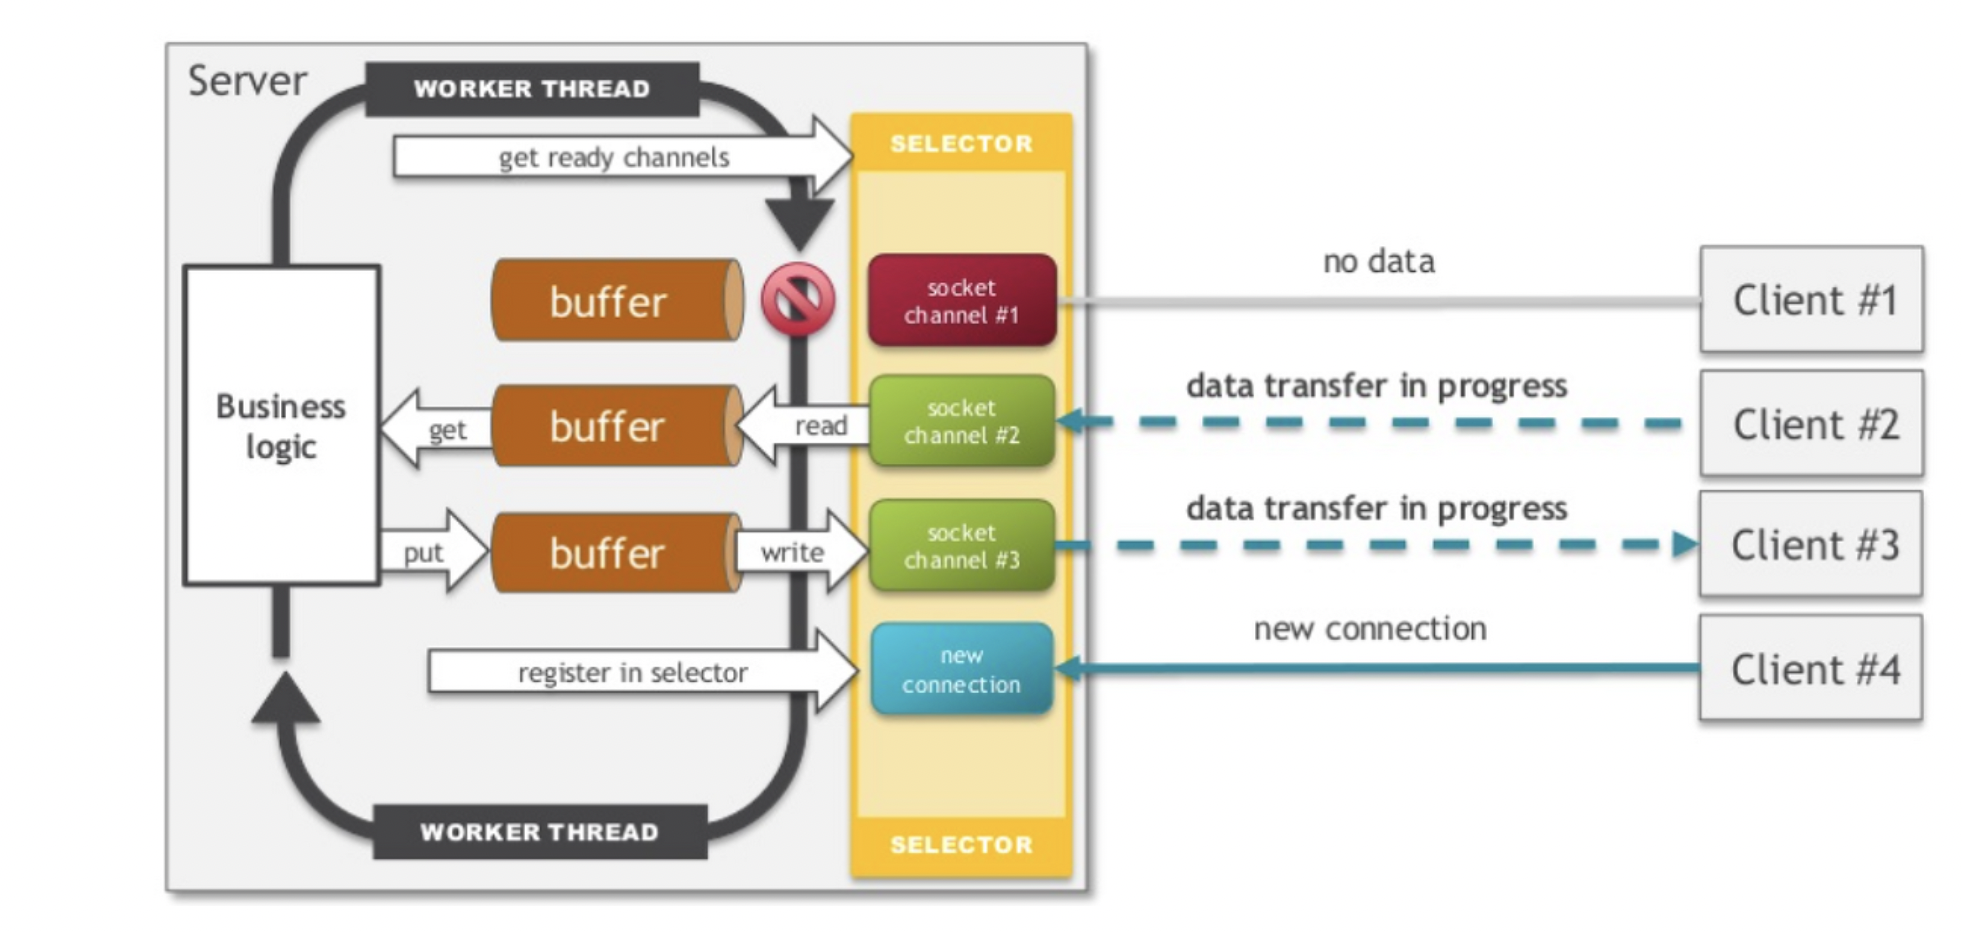 Server
WORKER THREAD
get ready channels
SELECTOR
buffer
socket
channel #1
no data
Client #1
Business
logic
get
buffer
read
socket
channel #2
data transfer in progress
Client #2
put
buffer
write
socket
channel #3
data transfer in progress
Client #3
register in selector
new
connection
new connection
Client #4
WORKER THREAD
SELECTOR